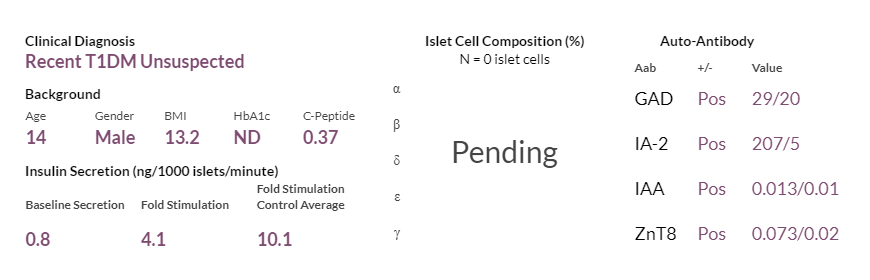 Clinical Diagnosis
Recent T1DM Unsuspected
Background
Age Gender BMI HbA1c C-Peptide
14 Male 13.2 ND 0.37
Insulin Secretion (ng/1000 islets/minute)
Baseline Secretion Fold Stimulation Fold Stimulation Control Average
0.8 4.1 10.1
Islet Cell Composition (%)
N = 0 islet cells
α
β
δ
ε
γ
Pending
Auto-Antibody
Aab +/- Value
GAD Pos 29/20
IA-2 Pos 207/5
IAA Pos 0.013/0.01
ZnT8 Pos 0.073/0.02